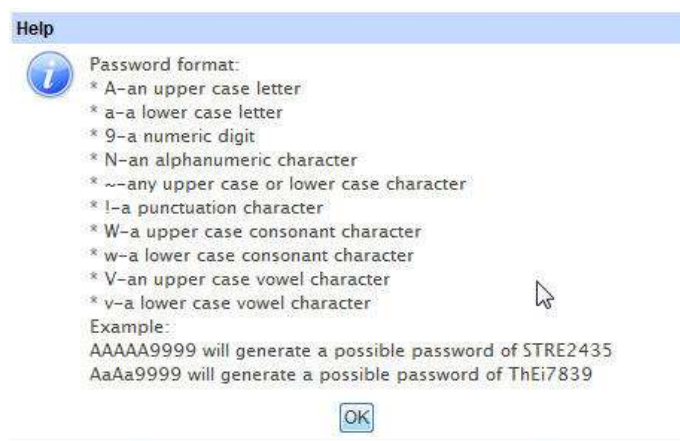 Help
Password format:
* A-an upper case letter
* a-a lower case letter
* 9-a numeric digit
* N-an alphanumeric character
* ~-any upper case or lower case character
* !-a punctuation character
* W-a upper case consonant character
* w-a lower case consonant character
* V-an upper case vowel character
* v-a lower case vowel character
Example:
AAAAA9999 will generate a possible password of STRE2435
AaAa9999 will generate a possible password of ThEi7839
OK